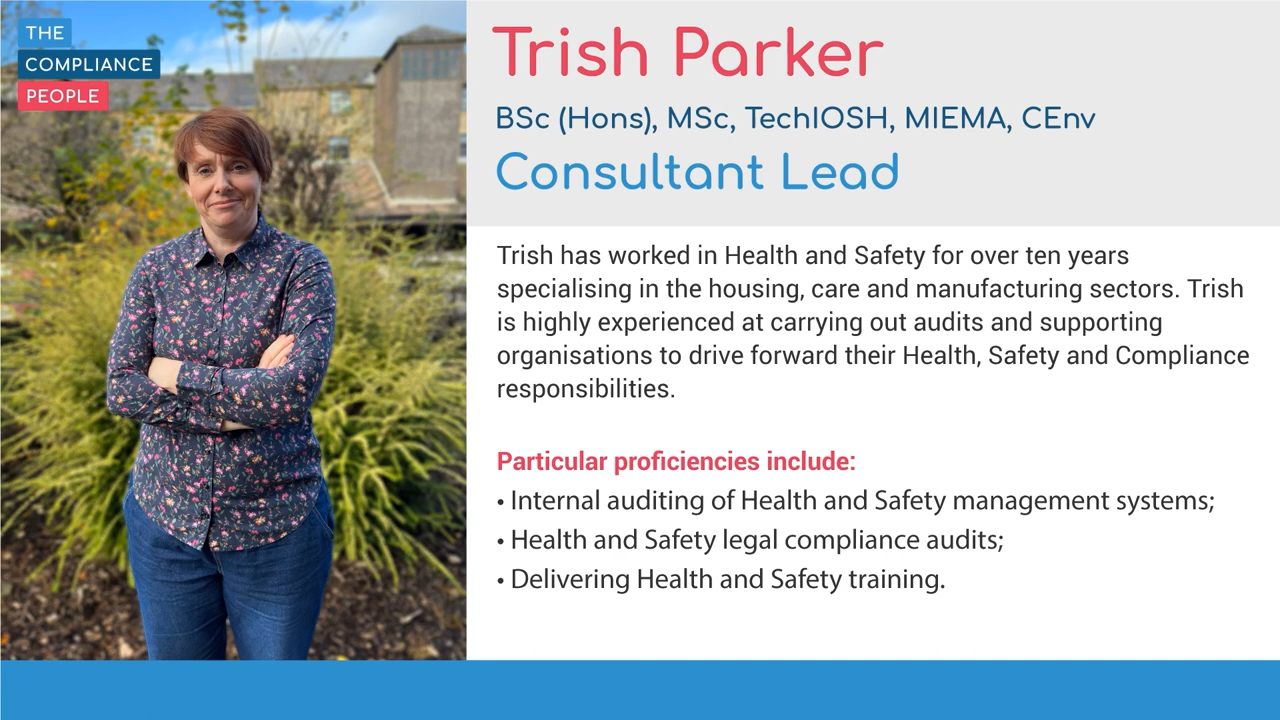 THE
COMPLIANCE
PEOPLE
Trish Parker
BSc (Hons), MSc, TechIOSH, MIEMA, CEnv
Consultant Lead
Trish has worked in Health and Safety for over ten years
specialising in the housing, care and manufacturing sectors. Trish
is highly experienced at carrying out audits and supporting
organisations to drive forward their Health, Safety and Compliance
responsibilities.
Particular proficiencies include:
• Internal auditing of Health and Safety management systems;
• Health and Safety legal compliance audits;
• Delivering Health and Safety training.